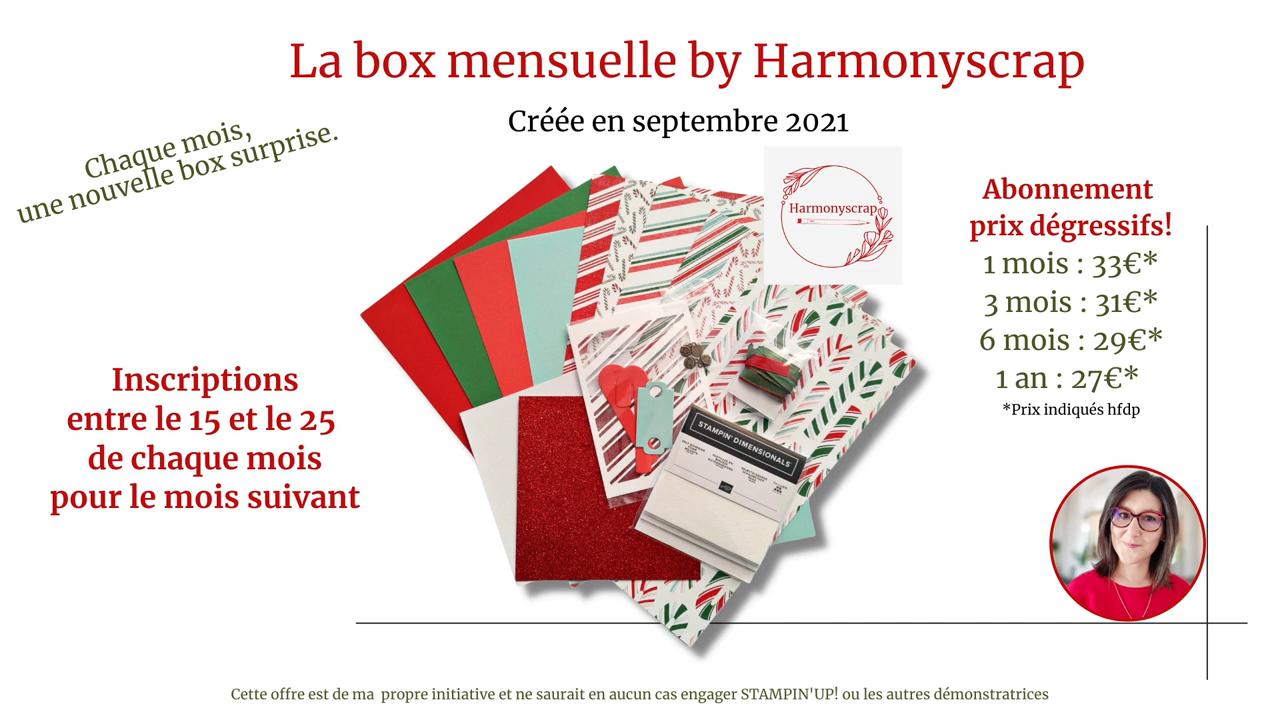 La box mensuelle by Harmonyscrap
Créée en septembre 2021
Chaque mois,
une nouvelle box surprise.
Harmonyscrap
Abonnement
prix dégressifs!
1 mois : 33€*
3 mois : 31€*
6 mois : 29€*
1 an : 27€*
*Prix indiqués hfdp
Inscriptions
entre le 15 et le 25
de chaque mois
pour le mois suivant
STAMPIN' DIMENSIONALS
Cette offre est de ma propre initiative et ne saurait en aucun cas engager STAMPIN'UP! ou les autres démonstratrices